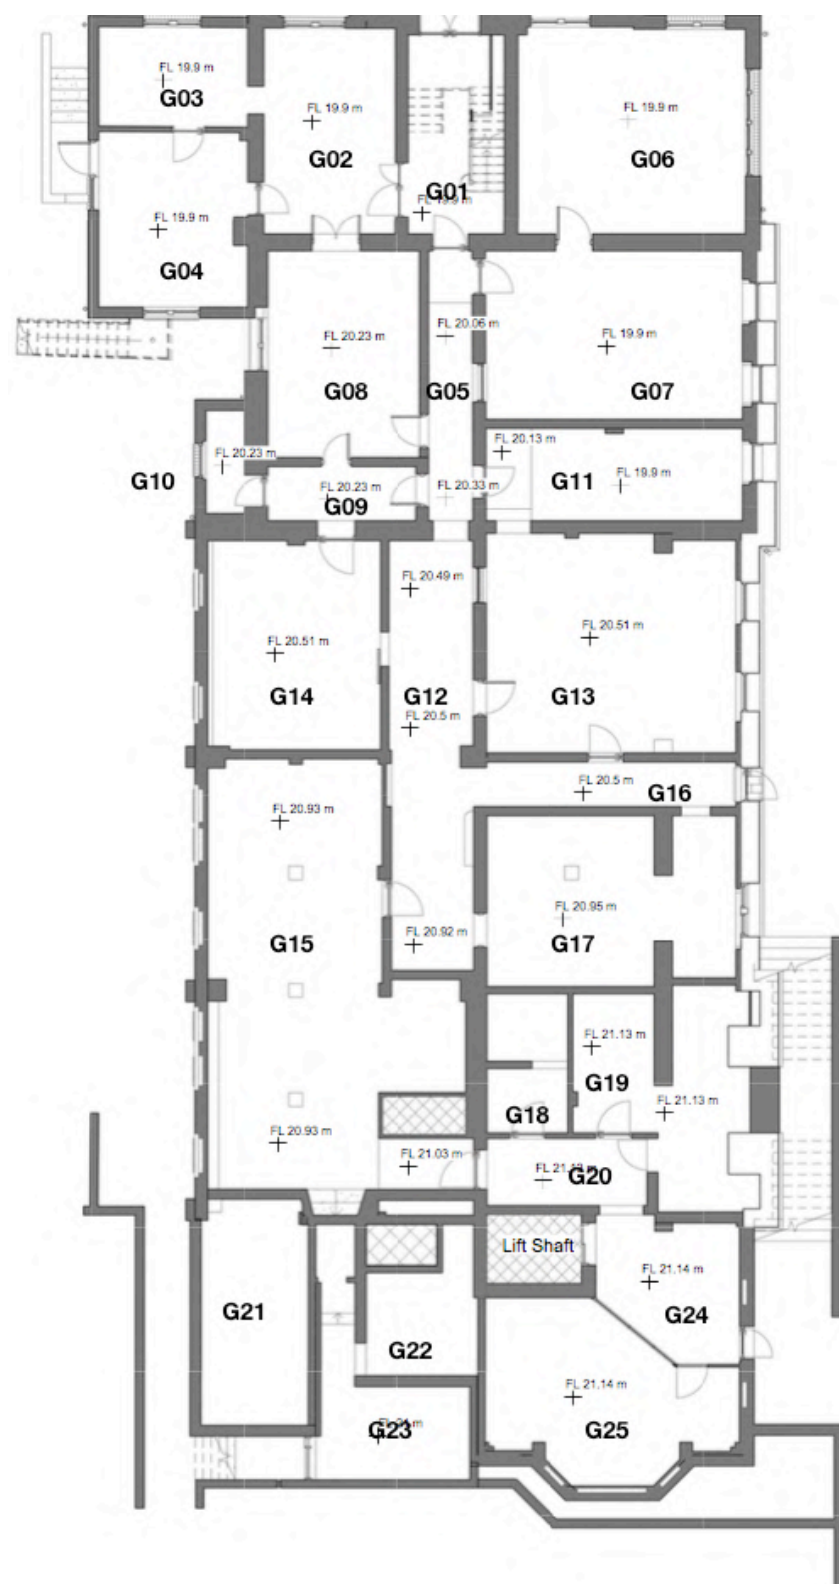 FL 19.9 m
G03
FL 19.9 m
G02
G01
FL 19.9 m
FL 19.9 m
G06
FL 19.9 m
G04
FL 20.23 m
G08
FL 20.06 m
G05
FL 19.9 m
G07
FL 20.23 m
G10
FL 20.23 m
G09
FL 20.33 m
FL 20.13 m
FL 19.9 m
G11
FL 20.49 m
FL 20.51 m
G14
G12
FL 20.5 m
FL 20.51 m
G13
FL 20.5 m
G16
FL 20.93 m
G15
FL 20.92 m
FL 20.95 m
G17
FL 21.13 m
G19
G18
FL 21.13 m
FL 20.93 m
FL 21.03 m
G20
Lift Shaft
FL 21.14 m
G24
G21
G22
FL 21.14 m
G23
G25